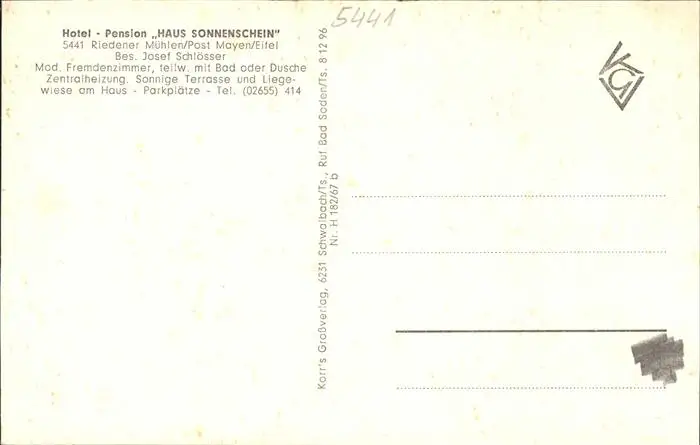 Hotel - Pension „HAUS SONNENSCHEIN"
5441 Riedener Mühlen/Post Mayen/Eifel
Bes. Josef Schlösser
Mod. Fremdenzimmer, teilw. mit Bad oder Dusche
Zentralheizung. Sonnige Terrasse und Liege-
wiese am Haus - Parkplätze - Tel. (02655) 414
5441
Korr's Großverlag, 6231 Schwalbach/Ts., Ruf Bad Soden/Ts. 8 12 96
Nr. H 182/67 b